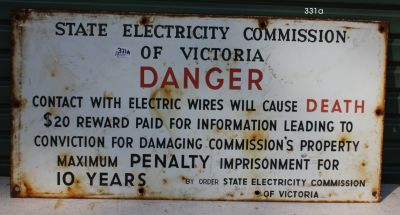 331a
STATE ELECTRICITY COMMISSION
331A
OF VICTORIA
DANGER
CONTACT WITH ELECTRIC WIRES WILL CAUSE DEATH
$20 REWARD PAID FOR INFORMATION LEADING TO
CONVICTION FOR DAMAGING COMMISSION'S PROPERTY
MAXIMUM PENALTY IMPRISONMENT FOR
10 YEARS
BY ORDER STATE ELECTRICITY COMMISSION
OF VICTORIA